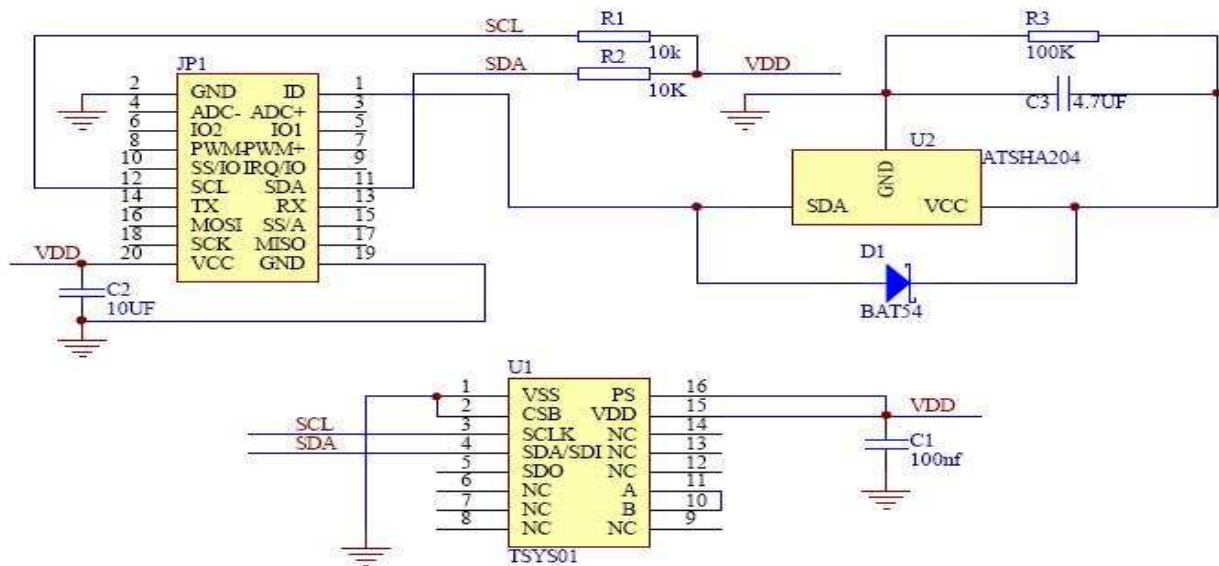 SCL
R1
10k
SDA
R2
10K
VDD
R3
100K
C3
4.7UF
JP1
2 GND ID 1
4 ADC- ADC+ 3
6 IO2 IO1 5
8 PWM- PWM+ 7
10 SS/IO IRQ/IO 9
12 SCL SDA 11
14 TX RX 13
16 MOSI SS/A 15
18 SCK MISO 17
20 VCC GND 19
VDD
C2
10UF
U2
ATSHA204
GND
SDA VCC
D1
BAT54
U1
1 VSS PS 16
2 CSB VDD 15
3 SCLK NC 14
4 SDA/SDI NC 13
5 SDO NC 12
6 NC A 11
7 NC B 10
8 NC NC 9
TSYS01
SCL
SDA
VDD
C1
100nf